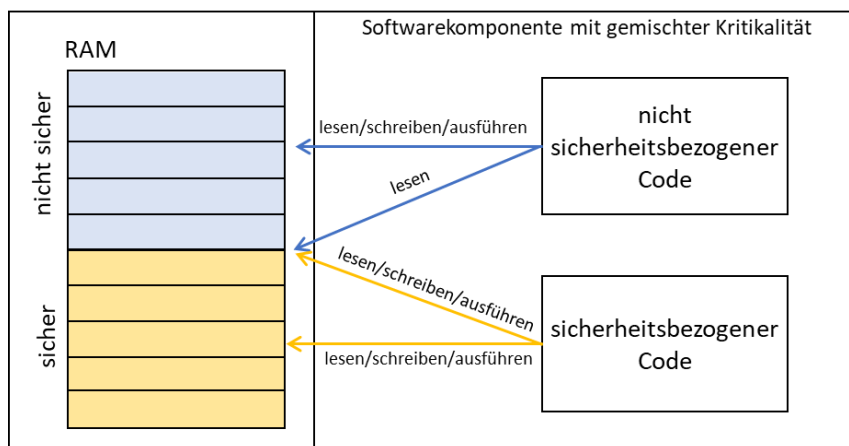 Softwarekomponente mit gemischter Kritikalität
RAM
nicht sicher
sicher
lesen/schreiben/ausführen
lesen
lesen/schreiben/ausführen
lesen/schreiben/ausführen
nicht
sicherheitsbezogener
Code
sicherheitsbezogener
Code